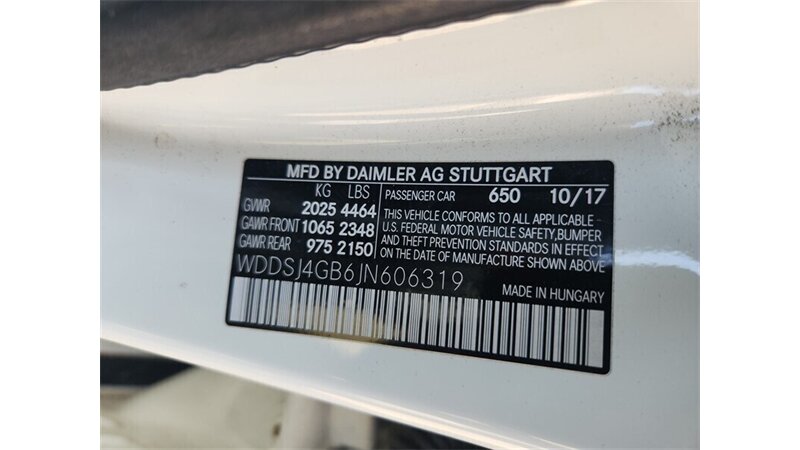 MFD BY DAIMLER AG STUTTGART
KG LBS
GVWR 2025 4464
GAWR FRONT 1065 2348
GAWR REAR 975 2150
PASSENGER CAR 650 10/17
THIS VEHICLE CONFORMS TO ALL APPLICABLE
U.S. FEDERAL MOTOR VEHICLE SAFETY, BUMPER
AND THEFT PREVENTION STANDARDS IN EFFECT
ON THE DATE OF MANUFACTURE SHOWN ABOVE.
WDDSJ4GB6JN606319
MADE IN HUNGARY